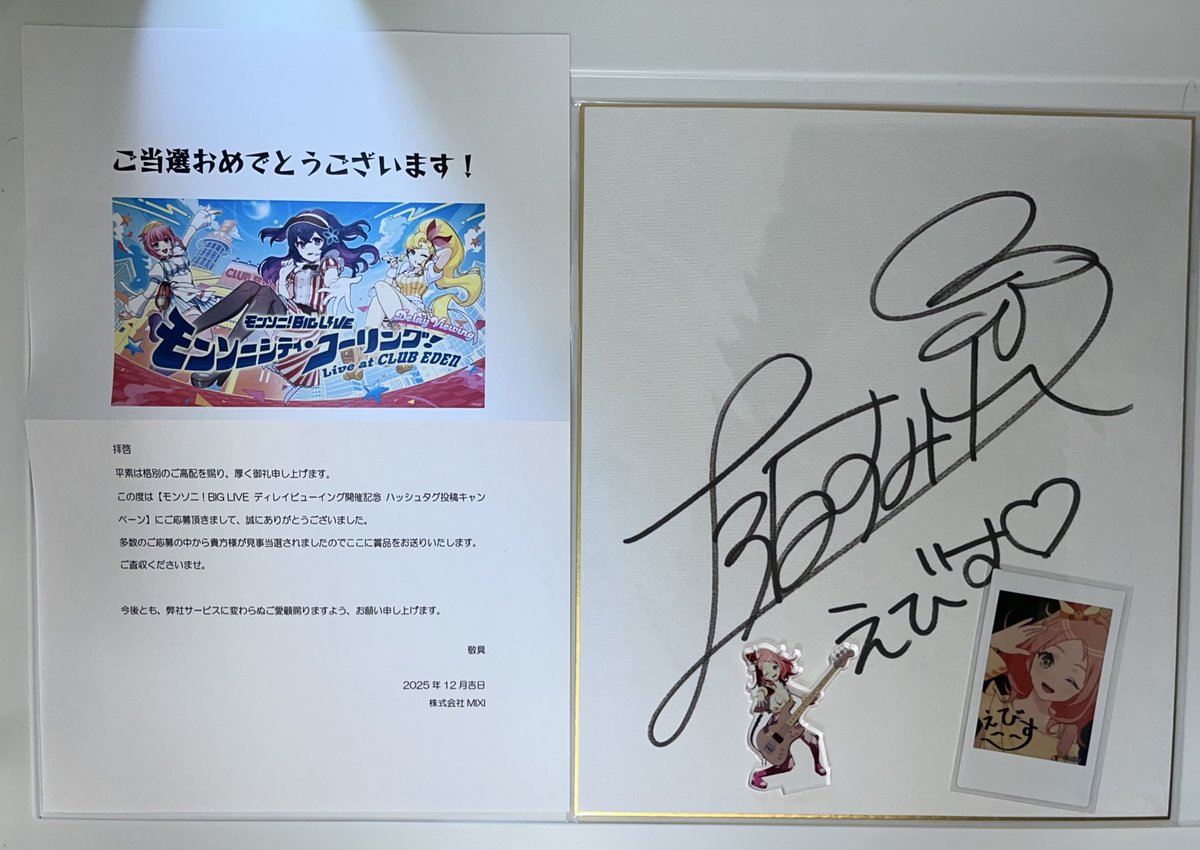 ご当選おめでとうございます！
CLUB EDEN
モンソニ！BIG LIVE
Delay Viewing
モンソニシティ・コーリング！
Live at CLUB EDEN
拝啓
平素は格別のご高配を賜り、厚く御礼申し上げます。
この度は【モンソニ！BIG LIVE ディレイビューイング開催記念 ハッシュタグ投稿キャン
ペーン】にご応募頂きまして、誠にありがとうございました。
多数のご応募の中から貴方様が見事当選されましたのでここに賞品をお送りいたします。
ご査収くださいませ。
今後とも、弊社サービスに変わらぬご愛顧賜りますよう、お願い申し上げます。
敬具
2025 年 12 月吉日
株式会社 MIXI
えびす♡
えびす